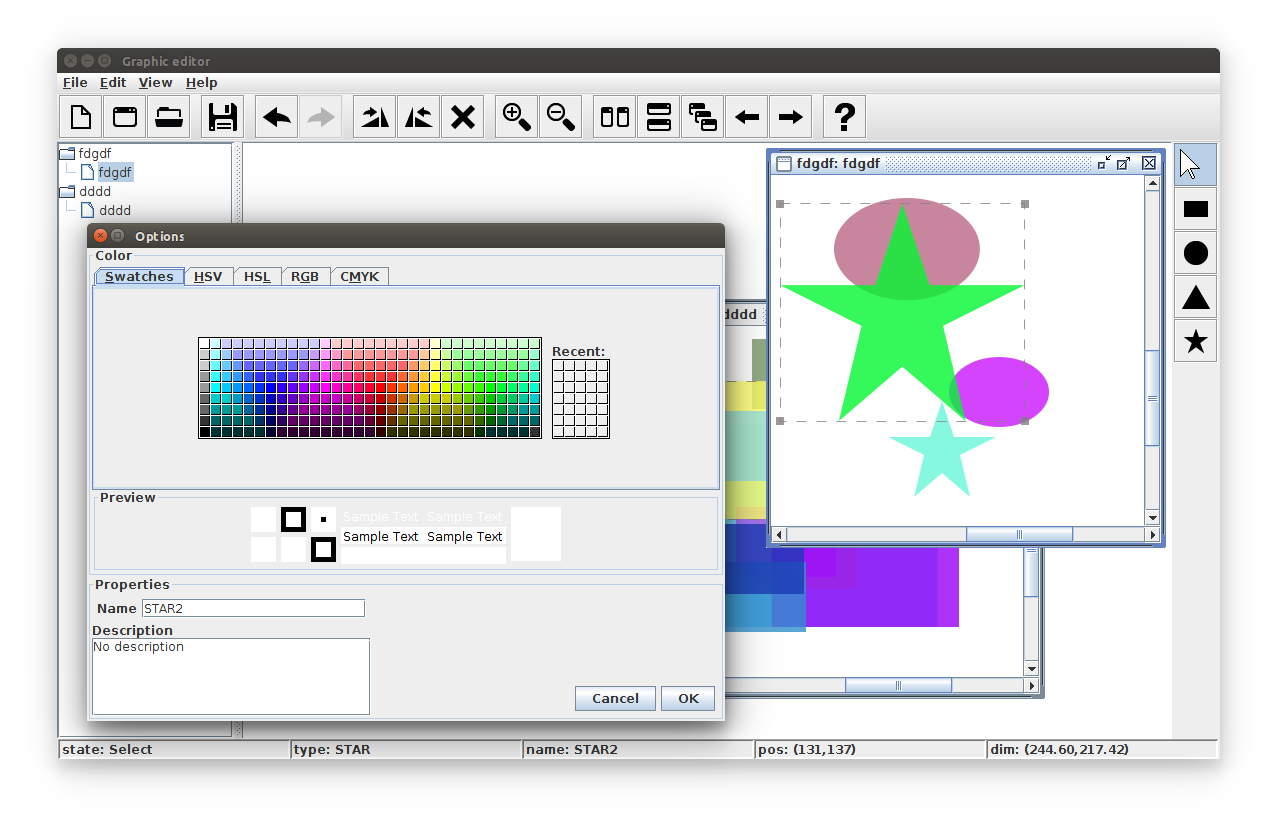 Graphic editor
File Edit View Help
fdgdf
fdgdf
dddd
dddd
fdgdf: fdgdf
dddd
Options
Color
Swatches HSV HSL RGB CMYK
Recent:
Preview
Sample Text Sample Text
Sample Text Sample Text
Properties
Name STAR2
Description
No description
Cancel OK
state: Select type: STAR name: STAR2 pos: (131,137) dim: (244.60,217.42)